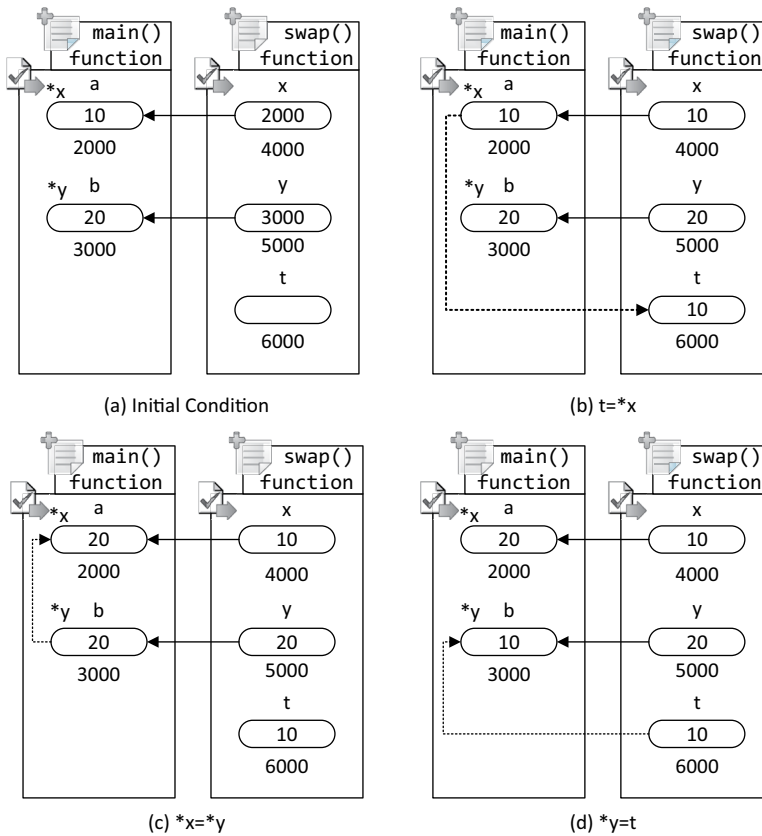 main()
function
swap()
function
*x a
x
10
2000
2000
4000
*y b
y
20
3000
3000
5000
t
6000
(a) Initial Condition
main()
function
swap()
function
*x a
x
10
10
2000
4000
*y b
y
20
20
3000
5000
t
10
6000
(b) t=*x
main()
function
swap()
function
*x a
x
20
10
2000
4000
*y b
y
20
20
3000
5000
t
10
6000
(c) *x=*y
main()
function
swap()
function
*x a
x
20
10
2000
4000
*y b
y
10
20
3000
5000
t
10
6000
(d) *y=t